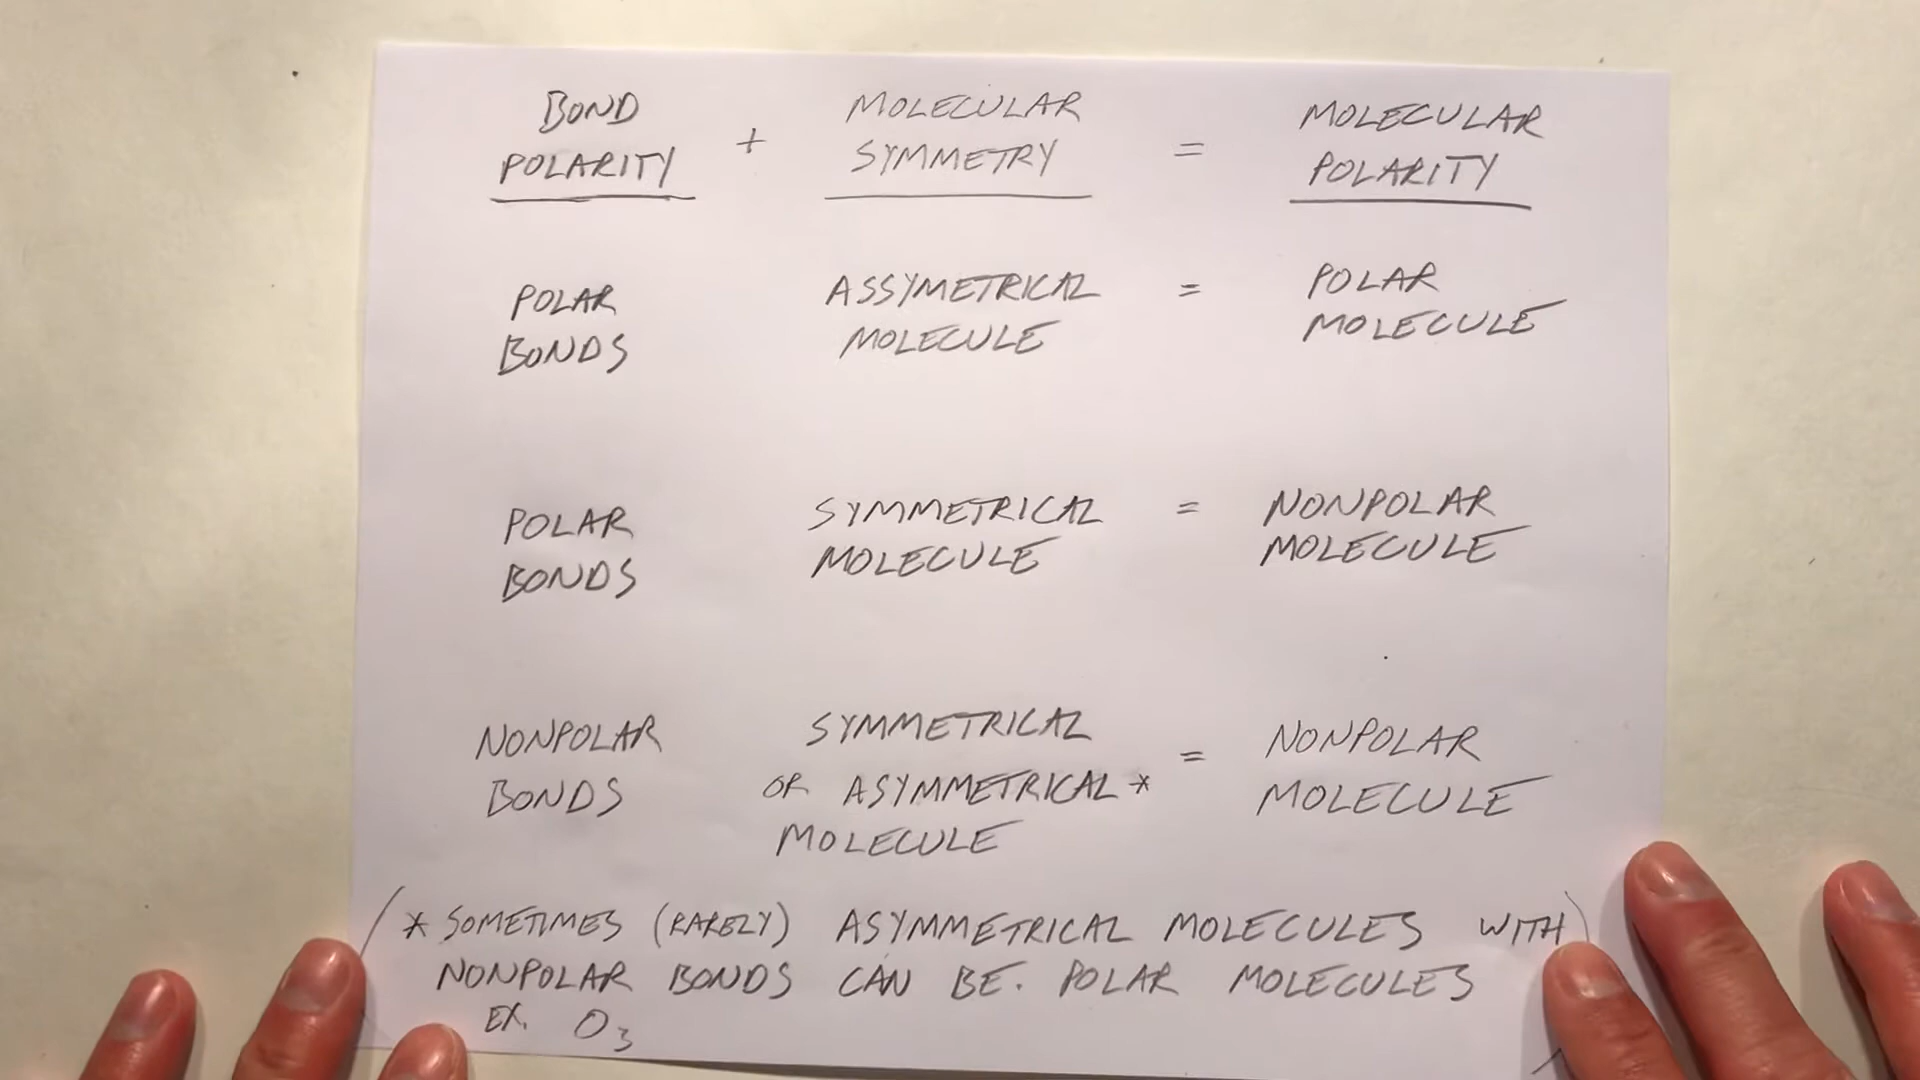 BOND
POLARITY
+
MOLECULAR
SYMMETRY
=
MOLECULAR
POLARITY
POLAR
BONDS
ASSYMETRICAL
MOLECULE
=
POLAR
MOLECULE
POLAR
BONDS
SYMMETRICAL
MOLECULE
=
NONPOLAR
MOLECULE
NONPOLAR
BONDS
SYMMETRICAL
OR ASYMMETRICAL *
MOLECULE
=
NONPOLAR
MOLECULE
(* SOMETIMES (RARELY) ASYMMETRICAL MOLECULES WITH
NONPOLAR BONDS CAN BE. POLAR MOLECULES
EX. O₃)